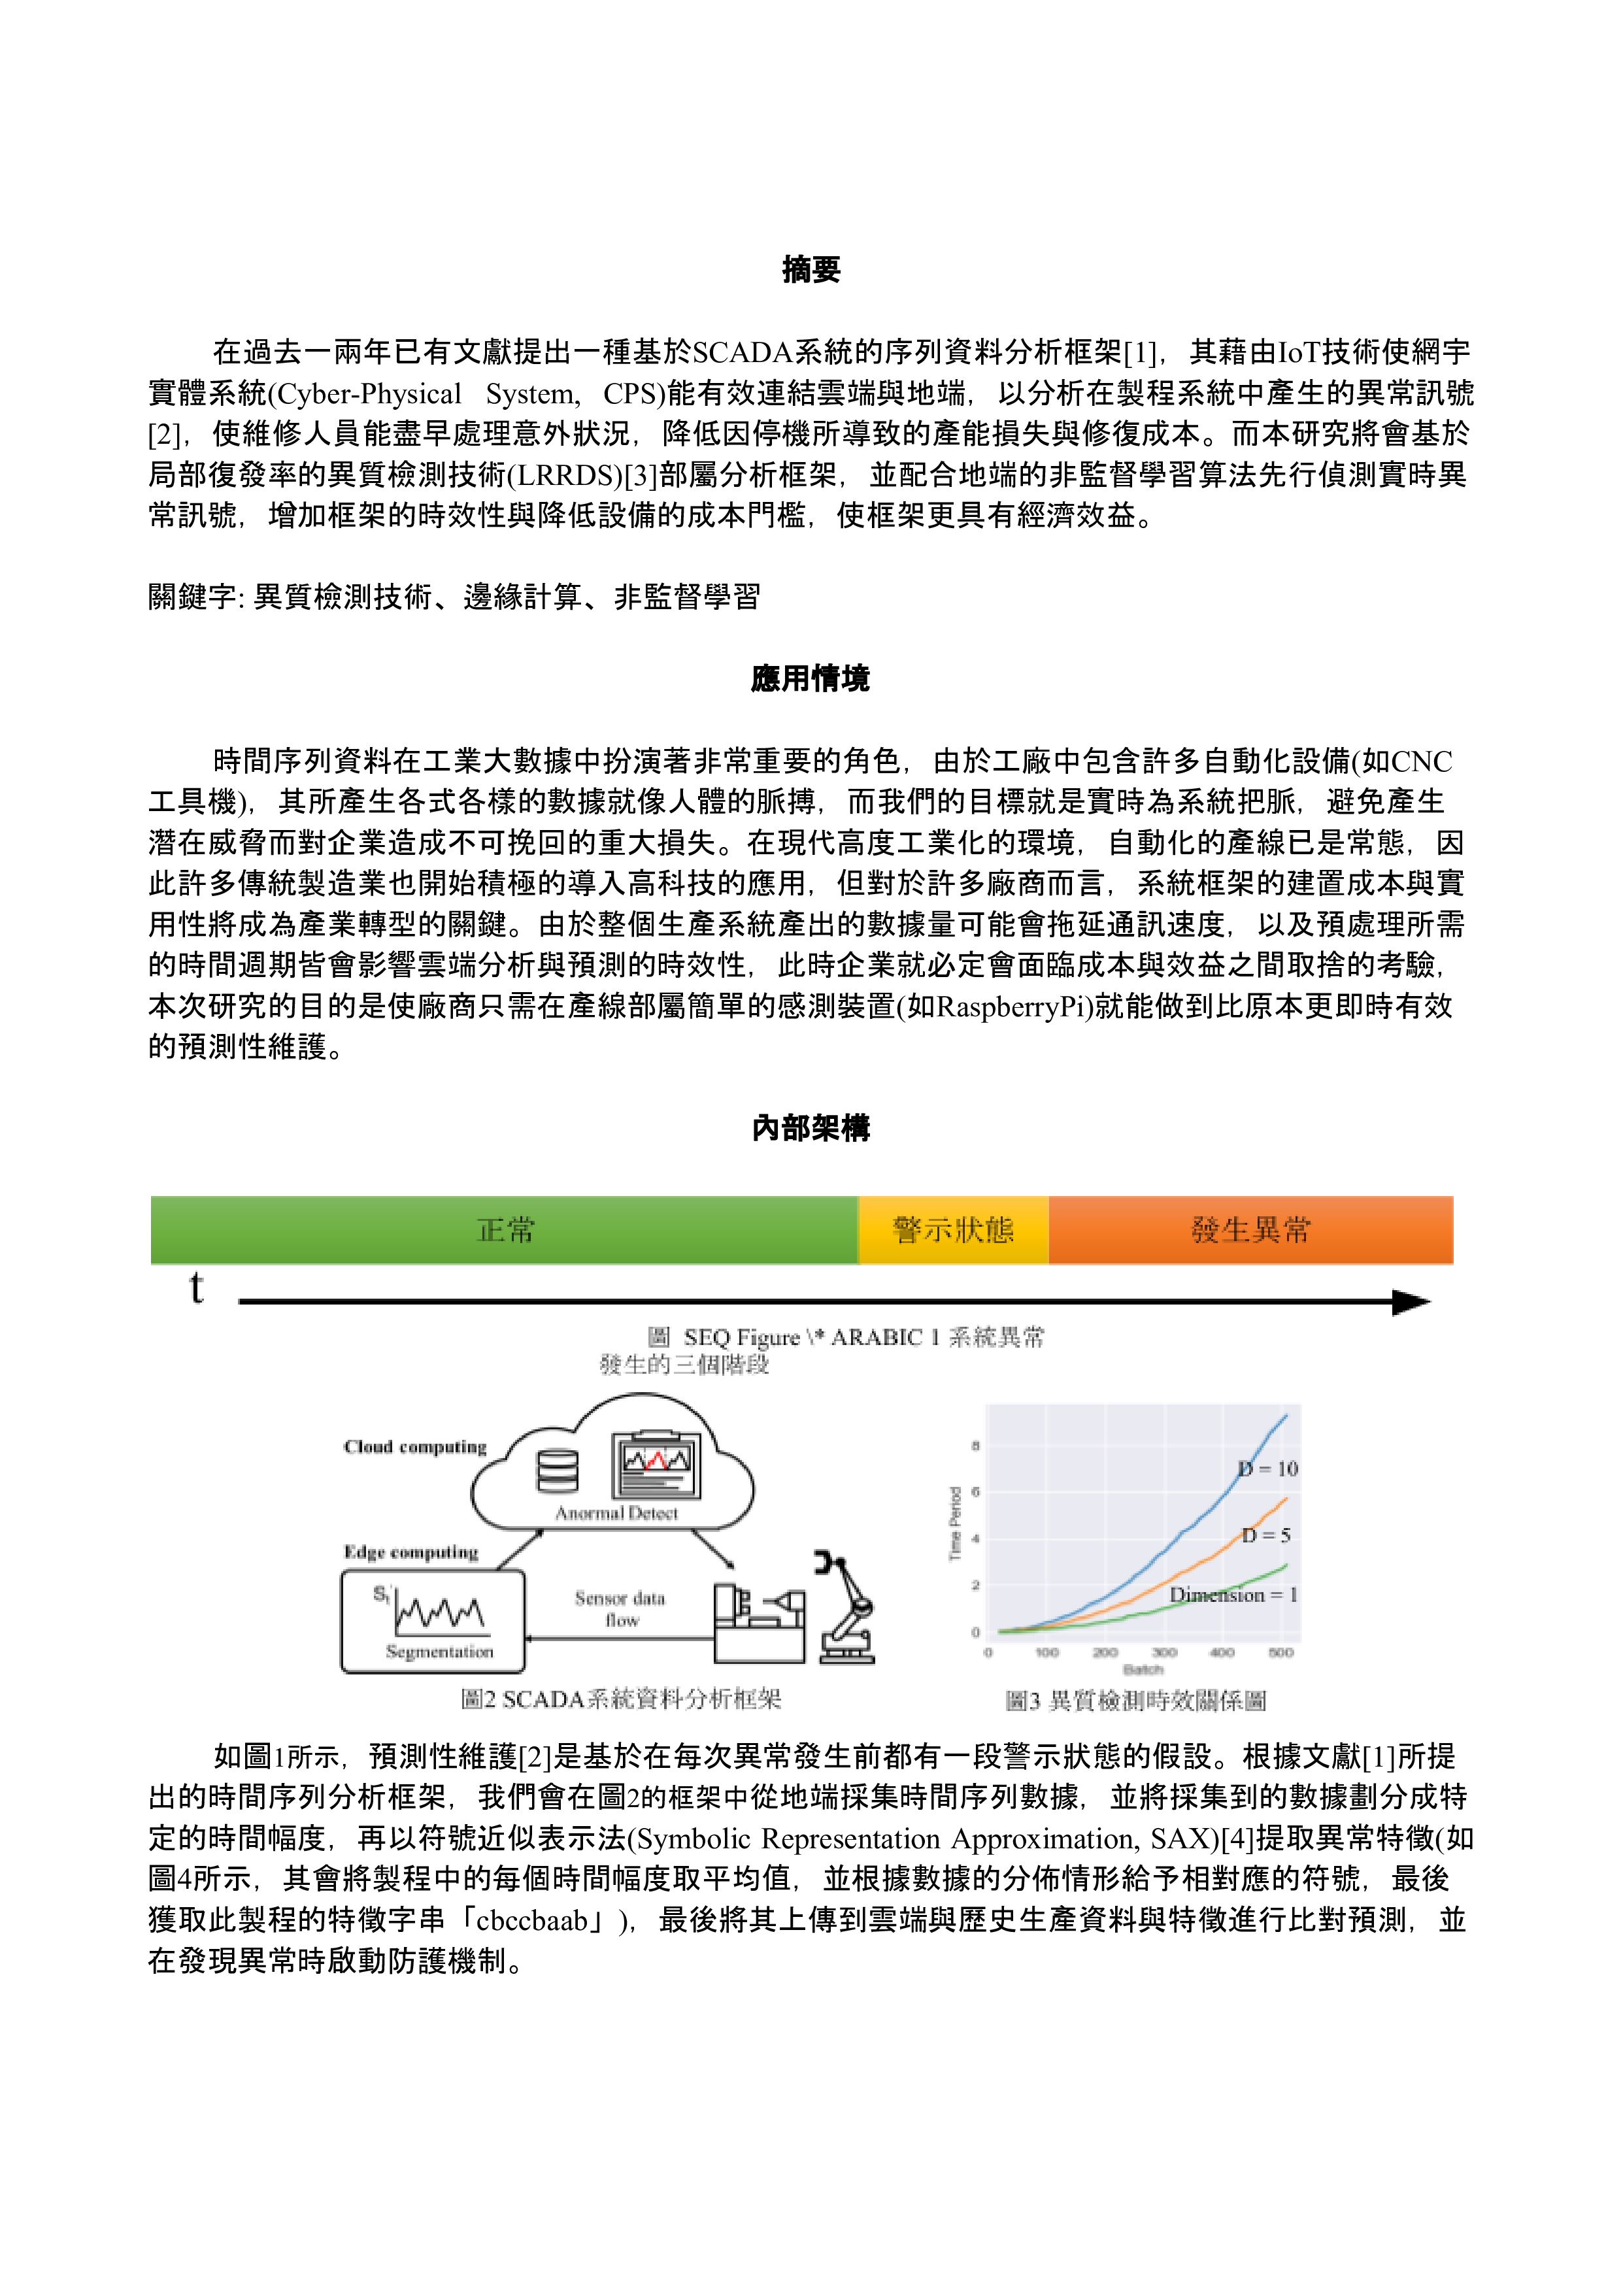 摘要
在過去一兩年已有文獻提出一種基於SCADA系統的序列資料分析框架[1]，其藉由IoT技術使網宇
實體系統(Cyber-Physical System, CPS)能有效連結雲端與地端，以分析在製程系統中產生的異常訊號
[2]，使維修人員能盡早處理意外狀況，降低因停機所導致的產能損失與修復成本。而本研究將會基於
局部復發率的異質檢測技術(LRRDS)[3]部屬分析框架，並配合地端的非監督學習算法先行偵測實時異
常訊號，增加框架的時效性與降低設備的成本門檻，使框架更具有經濟效益。
關鍵字: 異質檢測技術、邊緣計算、非監督學習
應用情境
時間序列資料在工業大數據中扮演著非常重要的角色，由於工廠中包含許多自動化設備(如CNC
工具機)，其所產生各式各樣的數據就像人體的脈搏，而我們的目標就是實時為系統把脈，避免產生
潛在威脅而對企業造成不可挽回的重大損失。在現代高度工業化的環境，自動化的產線已是常態，因
此許多傳統製造業也開始積極的導入高科技的應用，但對於許多廠商而言，系統框架的建置成本與實
用性將成為產業轉型的關鍵。由於整個生產系統產出的數據量可能會拖延通訊速度，以及預處理所需
的時間週期皆會影響雲端分析與預測的時效性，此時企業就必定會面臨成本與效益之間取捨的考驗，
本次研究的目的是使廠商只需在產線部屬簡單的感測裝置(如RaspberryPi)就能做到比原本更即時有效
的預測性維護。
內部架構
正常 警示狀態 發生異常
t
圖 SEQ Figure \* ARABIC 1 系統異常
發生的三個階段
Cloud computing
Anormal Detect
Edge computing
St
Segmentation
Sensor data
flow
圖2 SCADA系統資料分析框架
Time Period
8
6
4
2
0
D = 10
D = 5
Dimension = 1
0 100 200 300 400 500
Batch
圖3 異質檢測時效關係圖
如圖1所示，預測性維護[2]是基於在每次異常發生前都有一段警示狀態的假設。根據文獻[1]所提
出的時間序列分析框架，我們會在圖2的框架中從地端採集時間序列數據，並將採集到的數據劃分成特
定的時間幅度，再以符號近似表示法(Symbolic Representation Approximation, SAX)[4]提取異常特徵(如
圖4所示，其會將製程中的每個時間幅度取平均值，並根據數據的分佈情形給予相對應的符號，最後
獲取此製程的特徵字串「cbccbaab」)，最後將其上傳到雲端與歷史生產資料與特徵進行比對預測，並
在發現異常時啟動防護機制。